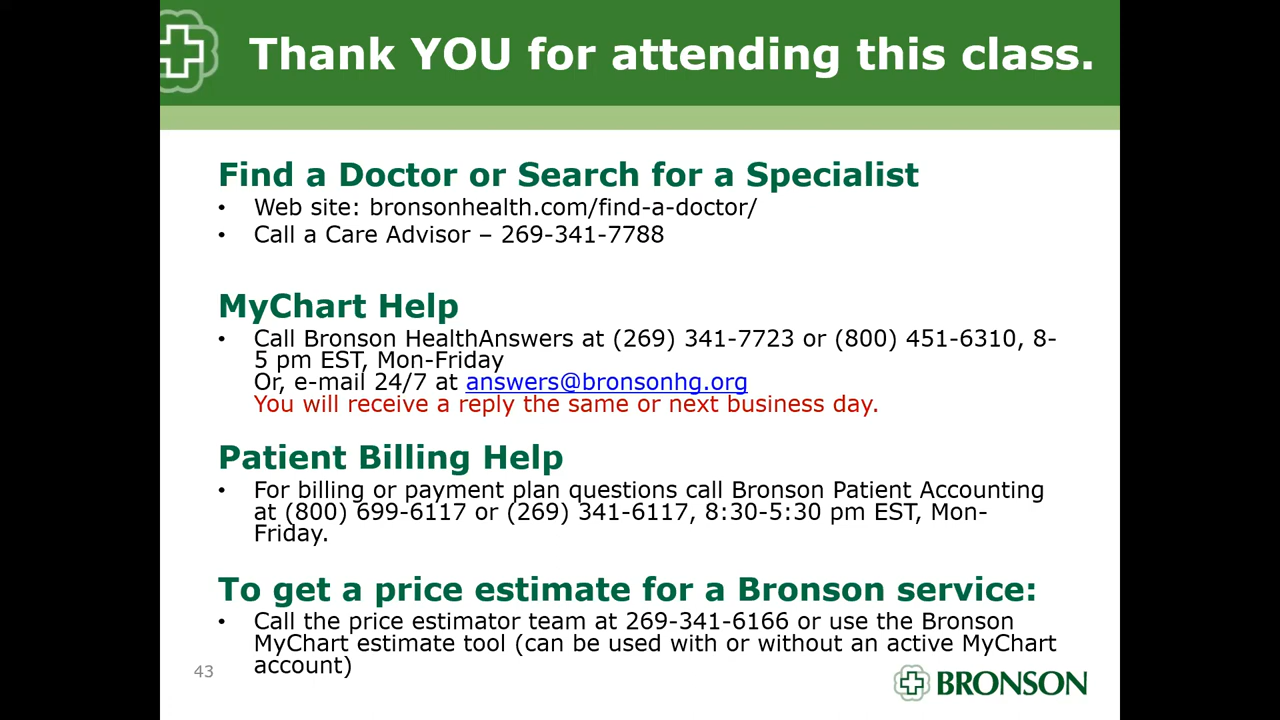 Thank YOU for attending this class.
Find a Doctor or Search for a Specialist
• Web site: bronsonhealth.com/find-a-doctor/
• Call a Care Advisor – 269-341-7788
MyChart Help
• Call Bronson HealthAnswers at (269) 341-7723 or (800) 451-6310, 8-
5 pm EST, Mon-Friday
Or, e-mail 24/7 at answers@bronsonhg.org
You will receive a reply the same or next business day.
Patient Billing Help
• For billing or payment plan questions call Bronson Patient Accounting
at (800) 699-6117 or (269) 341-6117, 8:30-5:30 pm EST, Mon-
Friday.
To get a price estimate for a Bronson service:
• Call the price estimator team at 269-341-6166 or use the Bronson
MyChart estimate tool (can be used with or without an active MyChart
account)
43
BRONSON